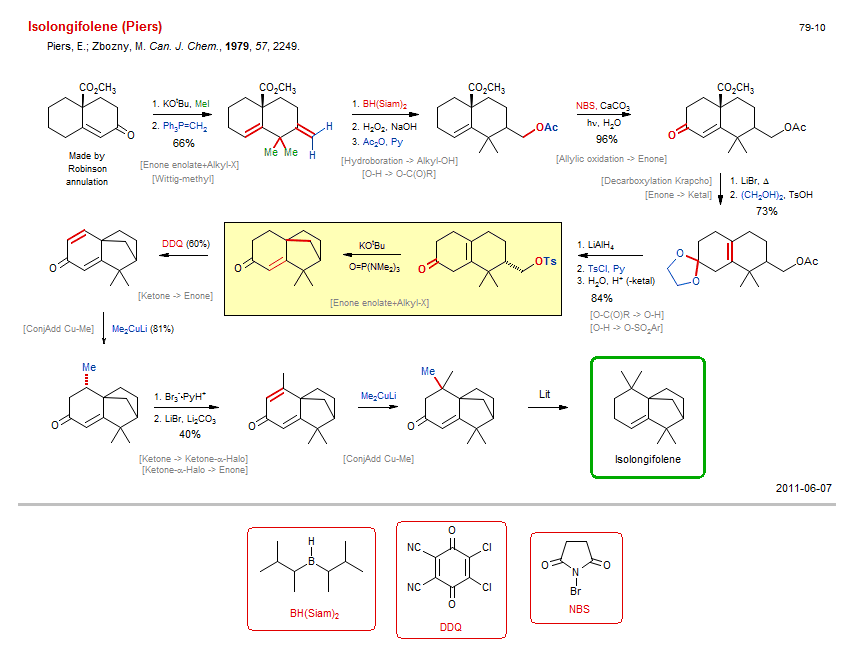 Isolongifolene (Piers)
79-10
Piers, E.; Zbozny, M. Can. J. Chem., 1979, 57, 2249.
CO₂CH₃
O
Made by
Robinson
annulation
1. KOᵗBu, MeI
2. Ph₃P=CH₂
66%
[Enone enolate+Alkyl-X]
[Wittig-methyl]
CO₂CH₃
H
H
Me Me
1. BH(Siam)₂
2. H₂O₂, NaOH
3. Ac₂O, Py
[Hydroboration -> Alkyl-OH]
[O-H -> O-C(O)R]
CO₂CH₃
OAc
NBS, CaCO₃
hν, H₂O
96%
[Allylic oxidation -> Enone]
CO₂CH₃
O
OAc
[Decarboxylation Krapcho]
[Enone -> Ketal]
1. LiBr, Δ
2. (CH₂OH)₂, TsOH
73%
O
O
OAc
1. LiAlH₄
2. TsCl, Py
3. H₂O, H⁺ (-ketal)
84%
[O-C(O)R -> O-H]
[O-H -> O-SO₂Ar]
O
OTs
KOᵗBu
O=P(NMe₂)₃
[Enone enolate+Alkyl-X]
O
DDQ (60%)
[Ketone -> Enone]
O
[ConjAdd Cu-Me]
Me₂CuLi (81%)
Me
O
1. Br₃⁻·PyH⁺
2. LiBr, Li₂CO₃
40%
[Ketone -> Ketone-α-Halo]
[Ketone-α-Halo -> Enone]
O
Me₂CuLi
[ConjAdd Cu-Me]
Me
O
Lit
Isolongifolene
2011-06-07
H
B
BH(Siam)₂
O
NC
Cl
NC
Cl
O
DDQ
O
N
O
Br
NBS